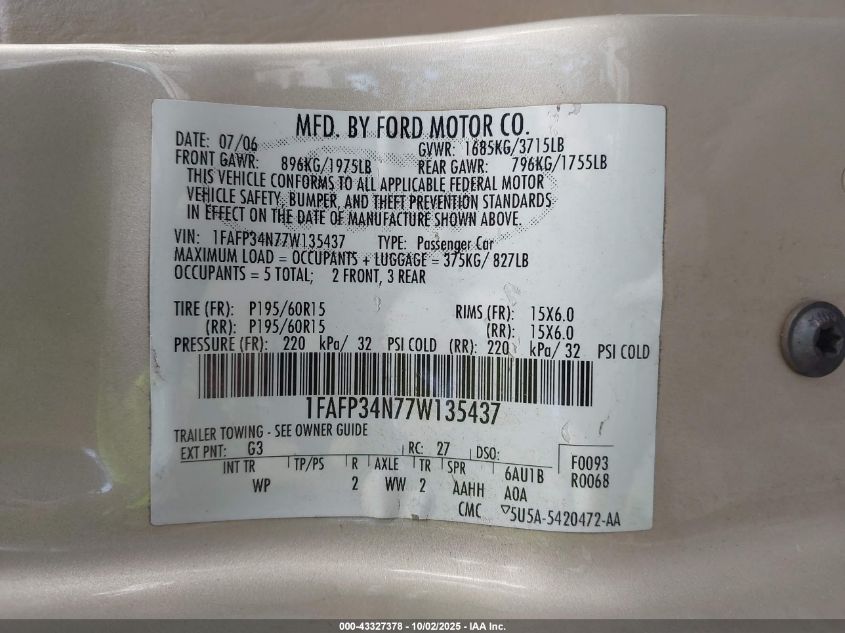 MFD. BY FORD MOTOR CO.
DATE: 07/06 GVWR: 1685KG/3715LB
FRONT GAWR: 896KG/1975LB REAR GAWR: 796KG/1755LB
THIS VEHICLE CONFORMS TO ALL APPLICABLE FEDERAL MOTOR
VEHICLE SAFETY, BUMPER, AND THEFT PREVENTION STANDARDS
IN EFFECT ON THE DATE OF MANUFACTURE SHOWN ABOVE.
VIN: 1FAFP34N77W135437 TYPE: Passenger Car
MAXIMUM LOAD = OCCUPANTS + LUGGAGE = 375KG/ 827LB
OCCUPANTS = 5 TOTAL; 2 FRONT, 3 REAR
TIRE (FR): P195/60R15 RIMS (FR): 15X6.0
(RR): P195/60R15 (RR): 15X6.0
PRESSURE (FR): 220 kPa/ 32 PSI COLD (RR): 220 kPa/ 32 PSI COLD
1FAFP34N77W135437
TRAILER TOWING - SEE OWNER GUIDE
EXT PNT: G3 RC: 27 DSO: F0093
INT TR TP/PS R AXLE TR SPR 6AU1B R0068
WP 2 WW 2 AAHH A0A
CMC 5U5A-5420472-AA
000-43327378 - 10/02/2025 - IAA Inc.